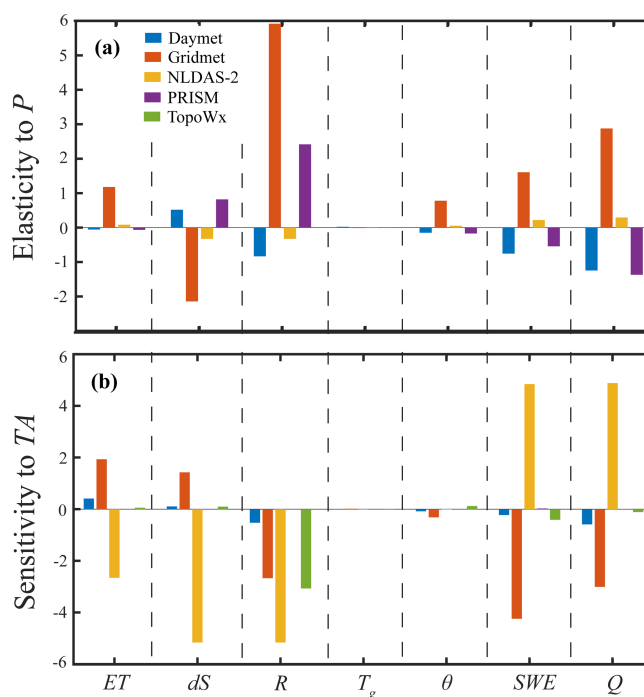 (a)
Daymet
Gridmet
NLDAS-2
PRISM
TopoWx
Elasticity to P
6
5
4
3
2
1
0
-1
-2
(b)
Sensitivity to TA
6
4
2
0
-2
-4
-6
ET dS R Tg θ SWE Q